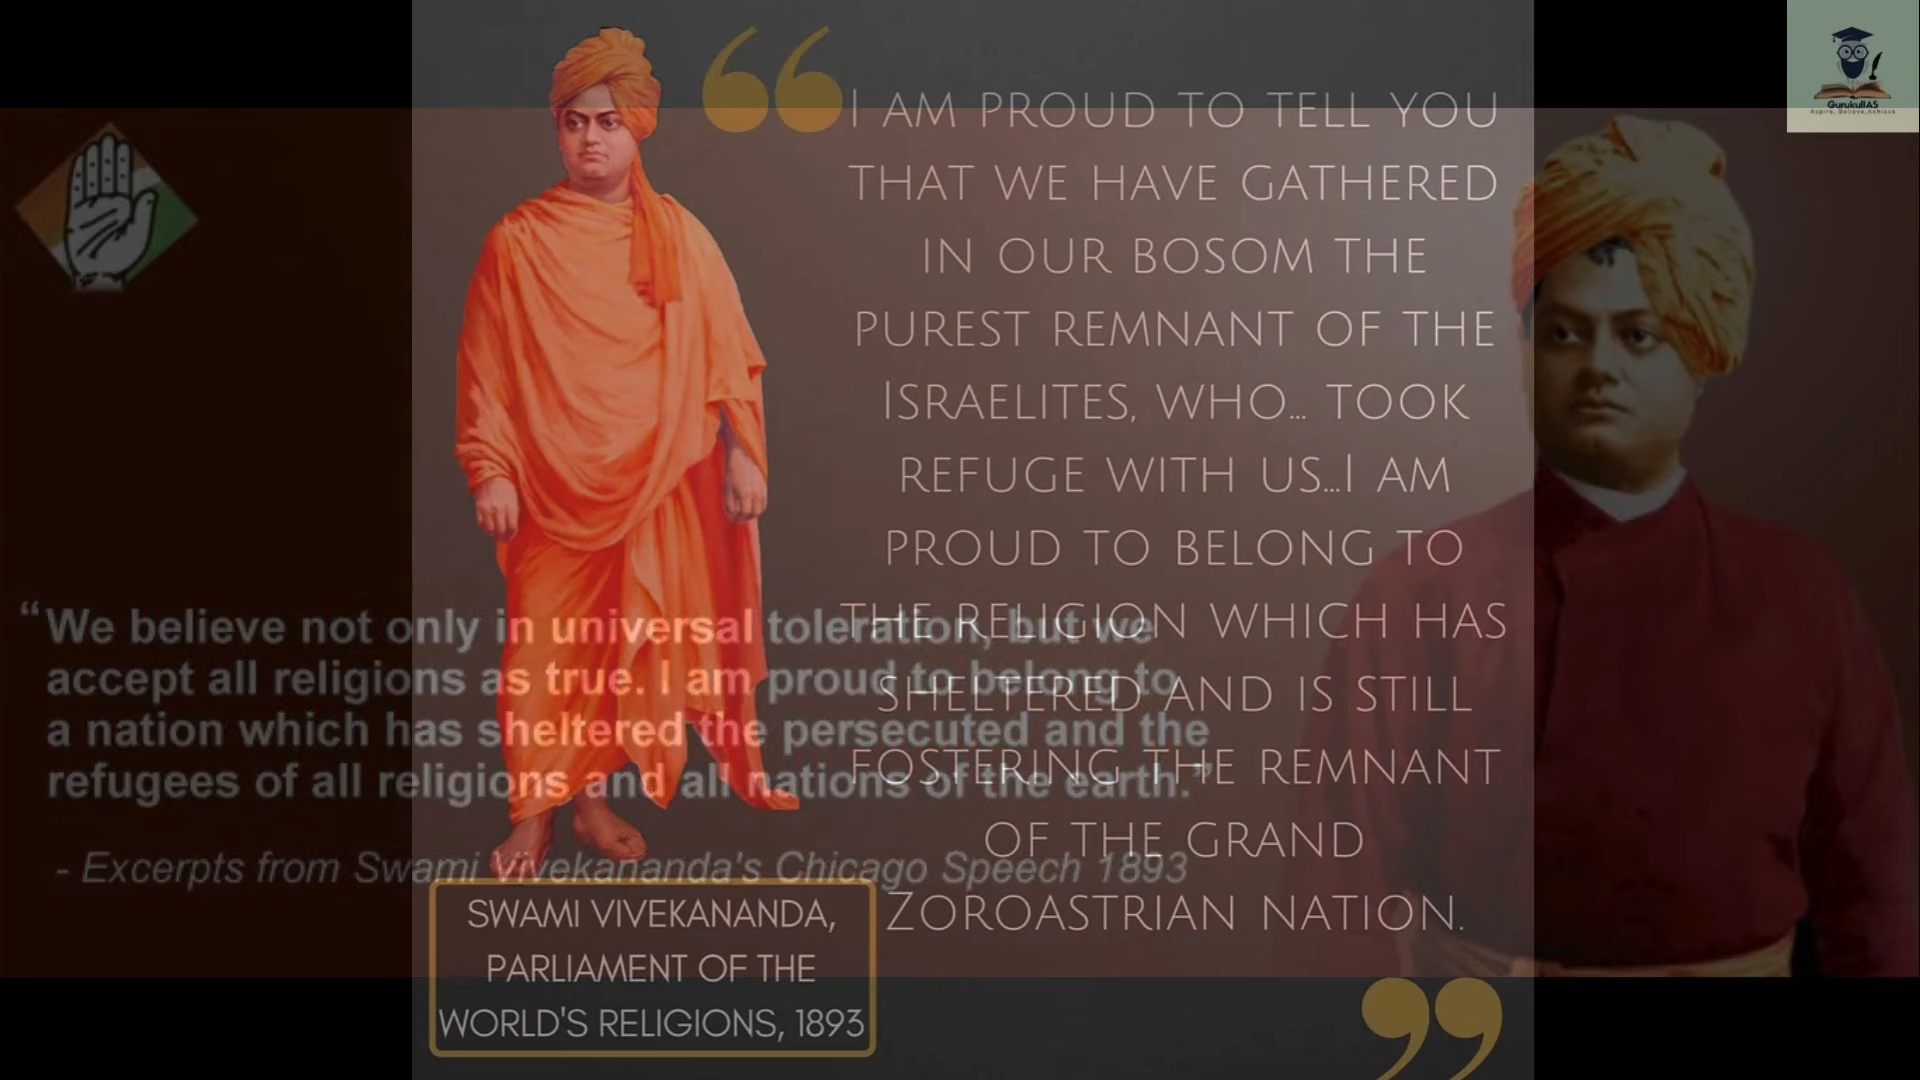 I AM PROUD TO TELL YOU
THAT WE HAVE GATHERED
IN OUR BOSOM THE
PUREST REMNANT OF THE
ISRAELITES, WHO... TOOK
REFUGE WITH US...I AM
PROUD TO BELONG TO
THE RELIGION WHICH HAS
SHELTERED AND IS STILL
FOSTERING THE REMNANT
OF THE GRAND
ZOROASTRIAN NATION.
SWAMI VIVEKANANDA,
PARLIAMENT OF THE
WORLD'S RELIGIONS, 1893
“We believe not only in universal toleration, but we
accept all religions as true. I am proud to belong to
a nation which has sheltered the persecuted and the
refugees of all religions and all nations of the earth.”
- Excerpts from Swami Vivekananda's Chicago Speech 1893
GurukulIAS
Aspire, Believe, Achieve